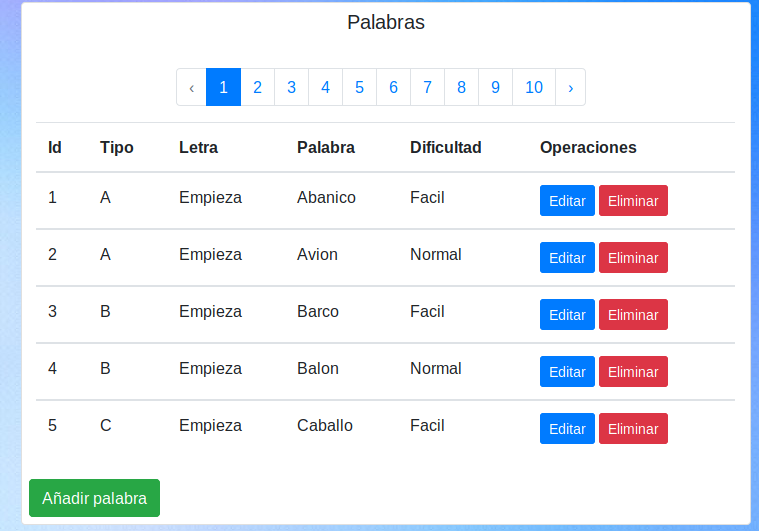 Palabras
‹ 1 2 3 4 5 6 7 8 9 10 ›
Id Tipo Letra Palabra Dificultad Operaciones
1 A Empieza Abanico Facil Editar Eliminar
2 A Empieza Avion Normal Editar Eliminar
3 B Empieza Barco Facil Editar Eliminar
4 B Empieza Balon Normal Editar Eliminar
5 C Empieza Caballo Facil Editar Eliminar
Añadir palabra